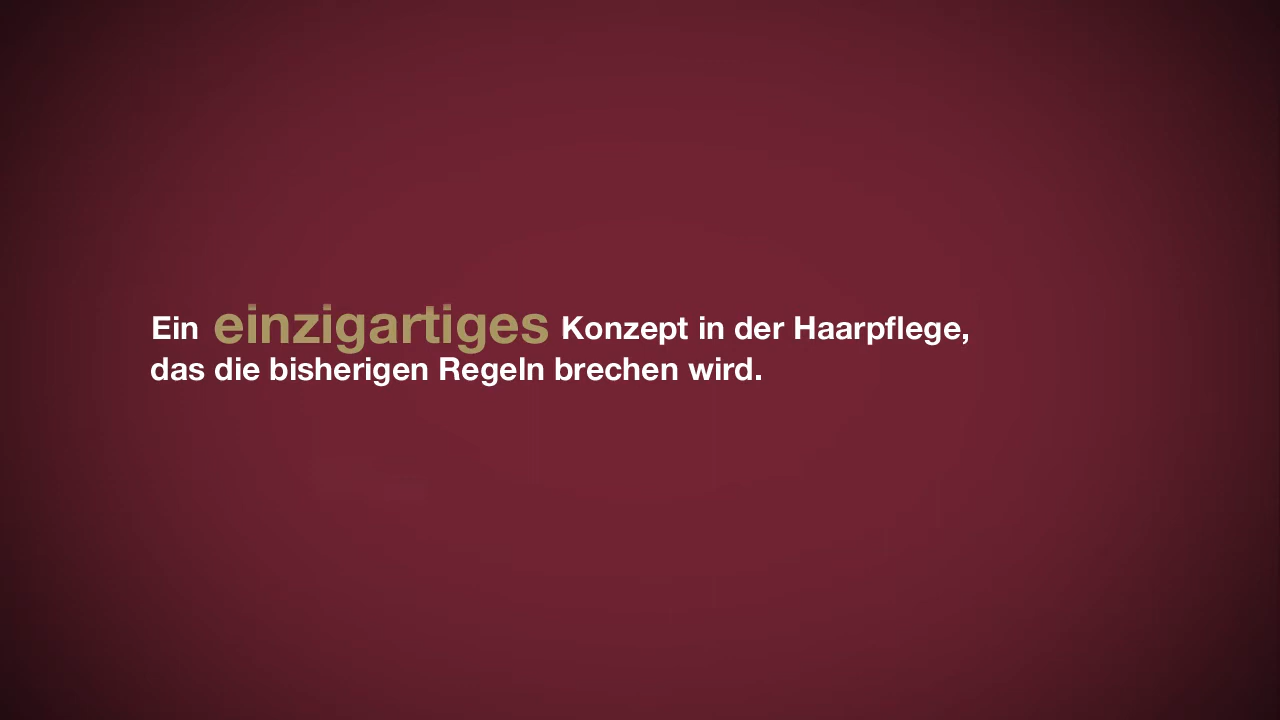 Ein einzigartiges Konzept in der Haarpflege,
das die bisherigen Regeln brechen wird.